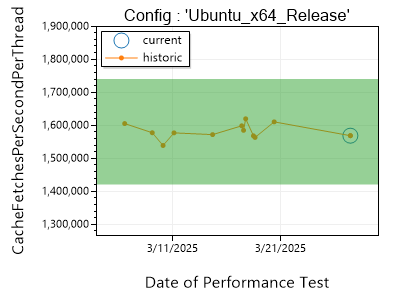 Config : 'Ubuntu_x64_Release'
CacheFetchesPerSecondPerThread
1,900,000
1,800,000
1,700,000
1,600,000
1,500,000
1,400,000
1,300,000
current
historic
3/11/2025
3/21/2025
Date of Performance Test